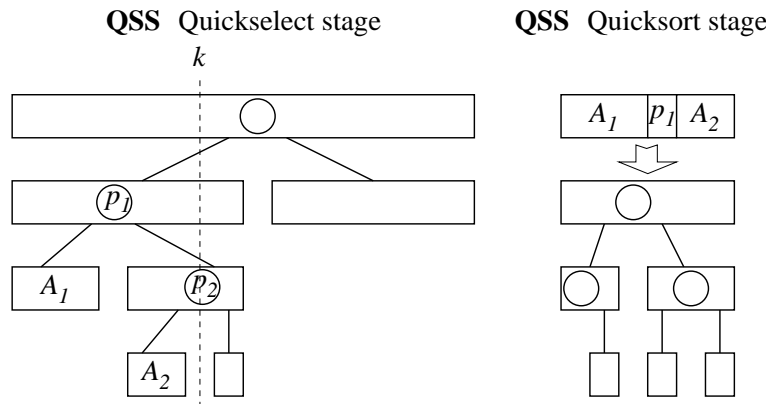 QSS Quickselect stage
QSS Quicksort stage
k
A₁ p₁ A₂
p₁
A₁
p₂
A₂